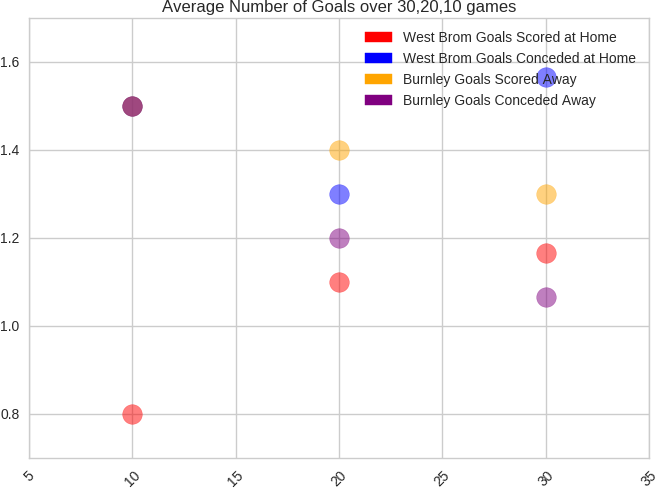 Average Number of Goals over 30,20,10 games
West Brom Goals Scored at Home
West Brom Goals Conceded at Home
Burnley Goals Scored Away
Burnley Goals Conceded Away
1.6
1.4
1.2
1.0
0.8
5 10 15 20 25 30 35